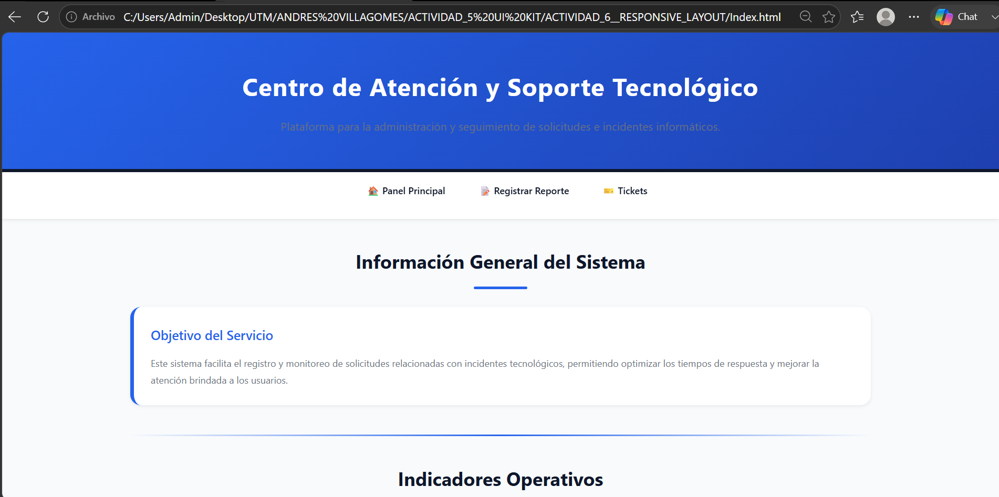 Archivo C:/Users/Admin/Desktop/UTM/ANDRES%20VILLAGOMES/ACTIVIDAD_5%20UI%20KIT/ACTIVIDAD_6__RESPONSIVE_LAYOUT/Index.html Chat
Centro de Atención y Soporte Tecnológico
Plataforma para la administración y seguimiento de solicitudes e incidentes informáticos.
Panel Principal Registrar Reporte Tickets
Información General del Sistema
Objetivo del Servicio
Este sistema facilita el registro y monitoreo de solicitudes relacionadas con incidentes tecnológicos, permitiendo optimizar los tiempos de respuesta y mejorar la
atención brindada a los usuarios.
Indicadores Operativos